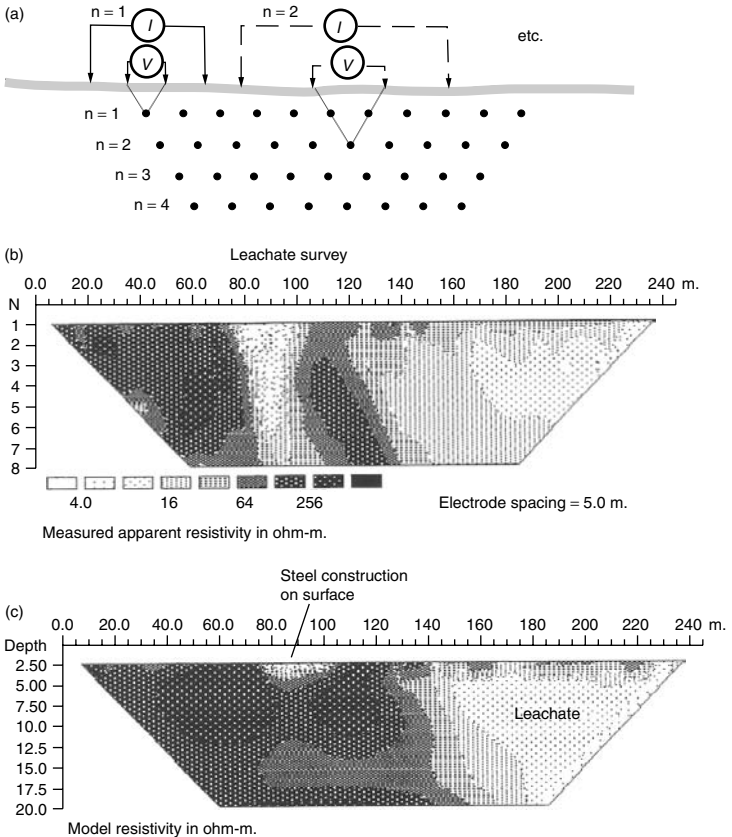 (a)
n = 1 I n = 2 I etc.
V V
n = 1
n = 2
n = 3
n = 4
(b)
Leachate survey
0.0 20.0 40.0 60.0 80.0 100 120 140 160 180 200 220 240 m.
N
1
2
3
4
5
6
7
8
4.0 16 64 256 Electrode spacing = 5.0 m.
Measured apparent resistivity in ohm-m.
Steel construction
on surface
(c)
0.0 20.0 40.0 60.0 80.0 100 120 140 160 180 200 220 240 m.
Depth
2.50
5.00
7.50
10.0 Leachate
12.5
15.0
17.5
20.0
Model resistivity in ohm-m.